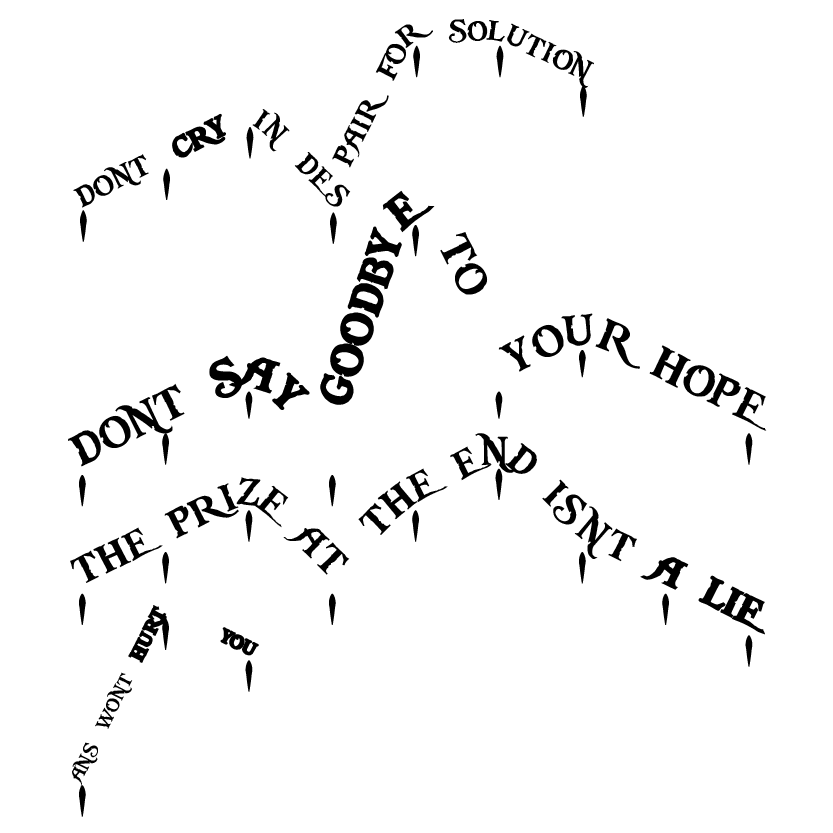 DONT CRY IN DESPAIR FOR SOLUTION
DONT SAY GOODBYE TO YOUR HOPE
THE PRIZE AT THE END ISNT A LIE
ANS WONT HURT YOU